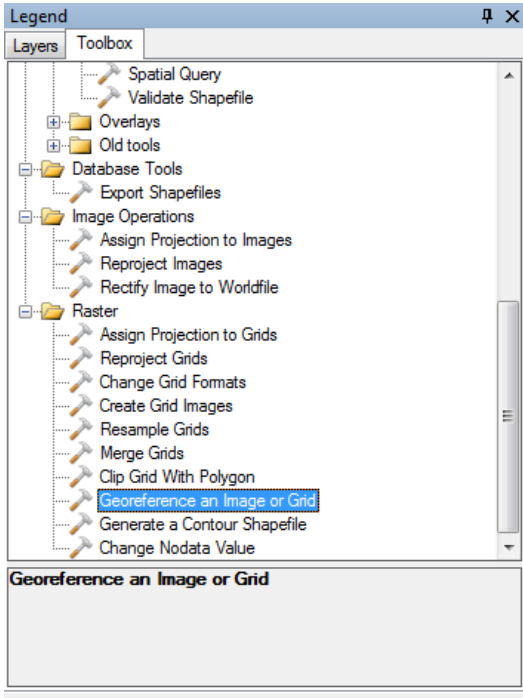 Legend
Layers Toolbox
Spatial Query
Validate Shapefile
Overlays
Old tools
Database Tools
Export Shapefiles
Image Operations
Assign Projection to Images
Reproject Images
Rectify Image to Worldfile
Raster
Assign Projection to Grids
Reproject Grids
Change Grid Formats
Create Grid Images
Resample Grids
Merge Grids
Clip Grid With Polygon
Georeference an Image or Grid
Generate a Contour Shapefile
Change Nodata Value
Georeference an Image or Grid